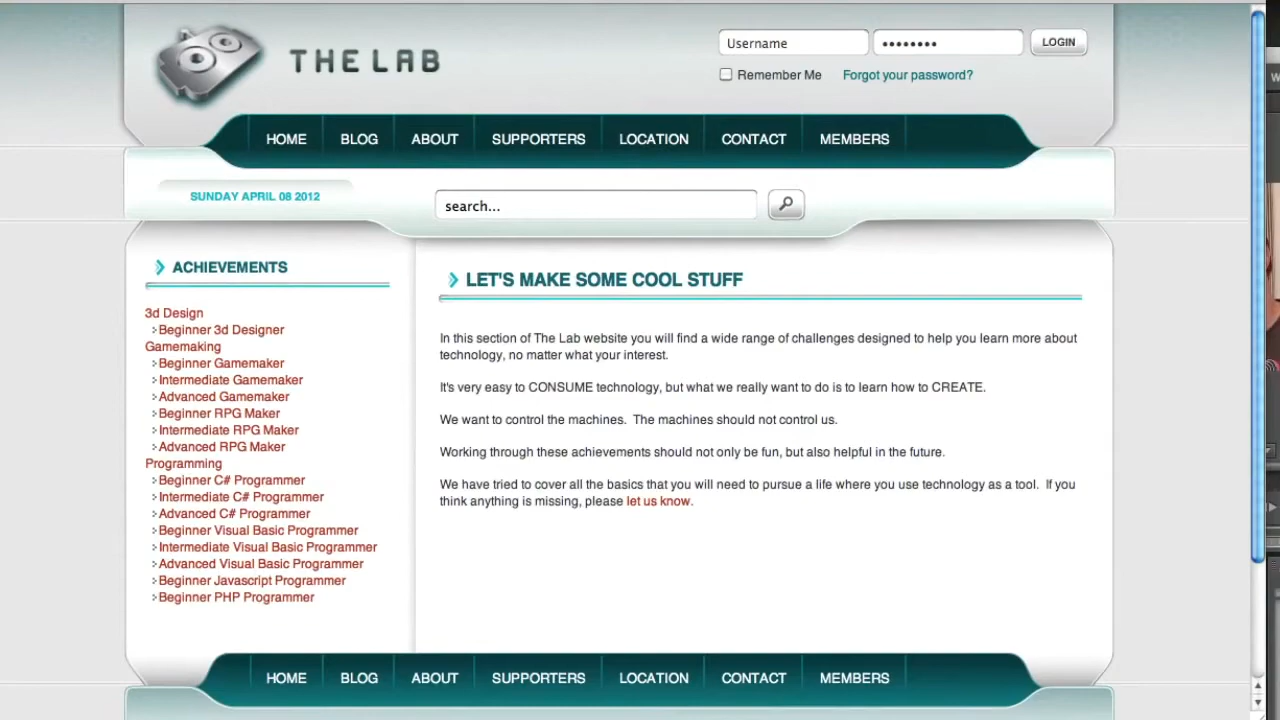 THE LAB
Username
••••••••
LOGIN
Remember Me
Forgot your password?
HOME BLOG ABOUT SUPPORTERS LOCATION CONTACT MEMBERS
SUNDAY APRIL 08 2012
search...
ACHIEVEMENTS
3d Design
Beginner 3d Designer
Gamemaking
Beginner Gamemaker
Intermediate Gamemaker
Advanced Gamemaker
Beginner RPG Maker
Intermediate RPG Maker
Advanced RPG Maker
Programming
Beginner C# Programmer
Intermediate C# Programmer
Advanced C# Programmer
Beginner Visual Basic Programmer
Intermediate Visual Basic Programmer
Advanced Visual Basic Programmer
Beginner Javascript Programmer
Beginner PHP Programmer
LET'S MAKE SOME COOL STUFF
In this section of The Lab website you will find a wide range of challenges designed to help you learn more about
technology, no matter what your interest.
It's very easy to CONSUME technology, but what we really want to do is to learn how to CREATE.
We want to control the machines.  The machines should not control us.
Working through these achievements should not only be fun, but also helpful in the future.
We have tried to cover all the basics that you will need to pursue a life where you use technology as a tool.  If you
think anything is missing, please let us know.
HOME BLOG ABOUT SUPPORTERS LOCATION CONTACT MEMBERS